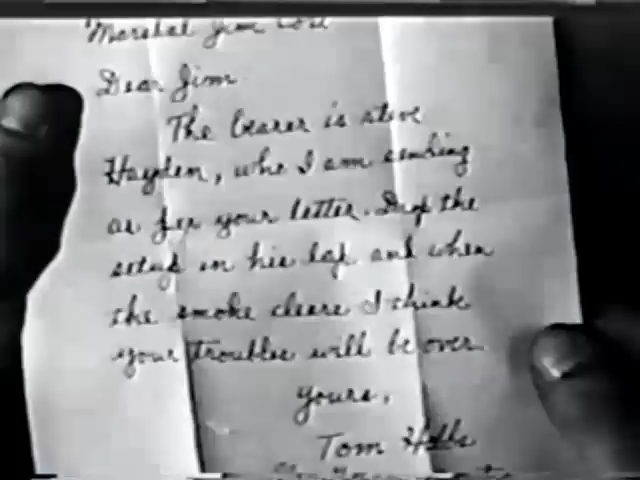 Marshal Jim
Dear Jim
The bearer is Steve
Hayden, who I am sending
as per your letter. Drop the
setup in his lap and when
the smoke clears I think
your troubles will be over.
Yours,
Tom